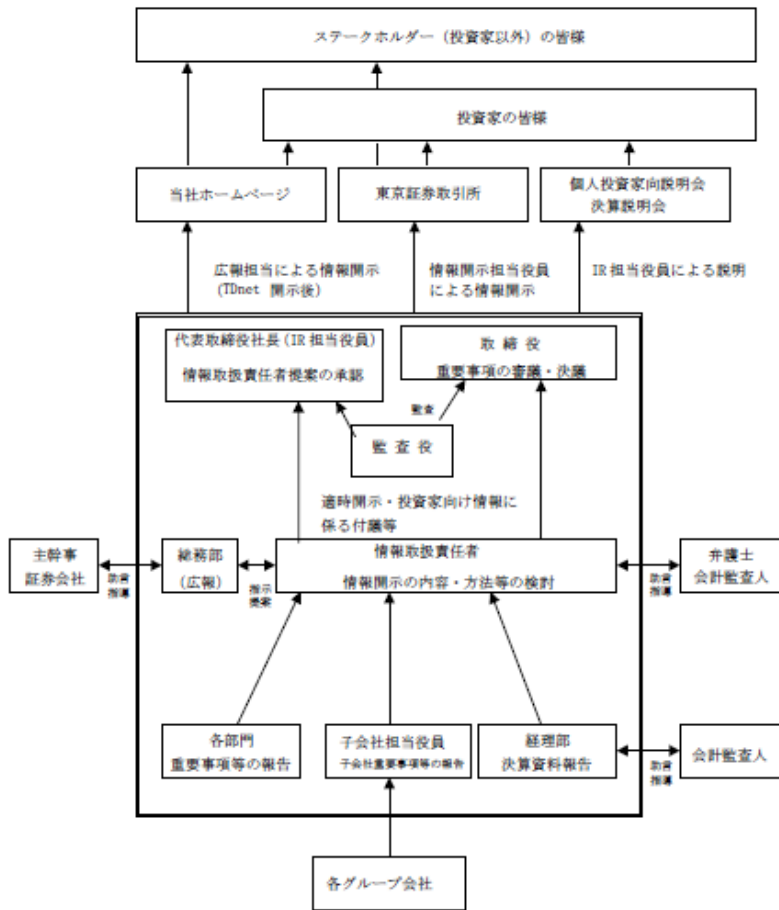 ステークホルダー（投資家以外）の皆様
投資家の皆様
当社ホームページ
東京証券取引所
個人投資家向説明会
決算説明会
広報担当による情報開示
(TDnet 開示後)
情報開示担当役員
による情報開示
IR 担当役員による説明
代表取締役社長(IR 担当役員)
情報取扱責任者提案の承認
取 締 役
重要事項の審議・決議
監査
監 査 役
適時開示・投資家向け情報に
係る付議等
主幹事
証券会社
助言
指導
総務部
(広報)
指示
提案
情報取扱責任者
情報開示の内容・方法等の検討
助言
指導
弁護士
会計監査人
各部門
重要事項等の報告
子会社担当役員
子会社重要事項等の報告
経理部
決算資料報告
助言
指導
会計監査人
各グループ会社